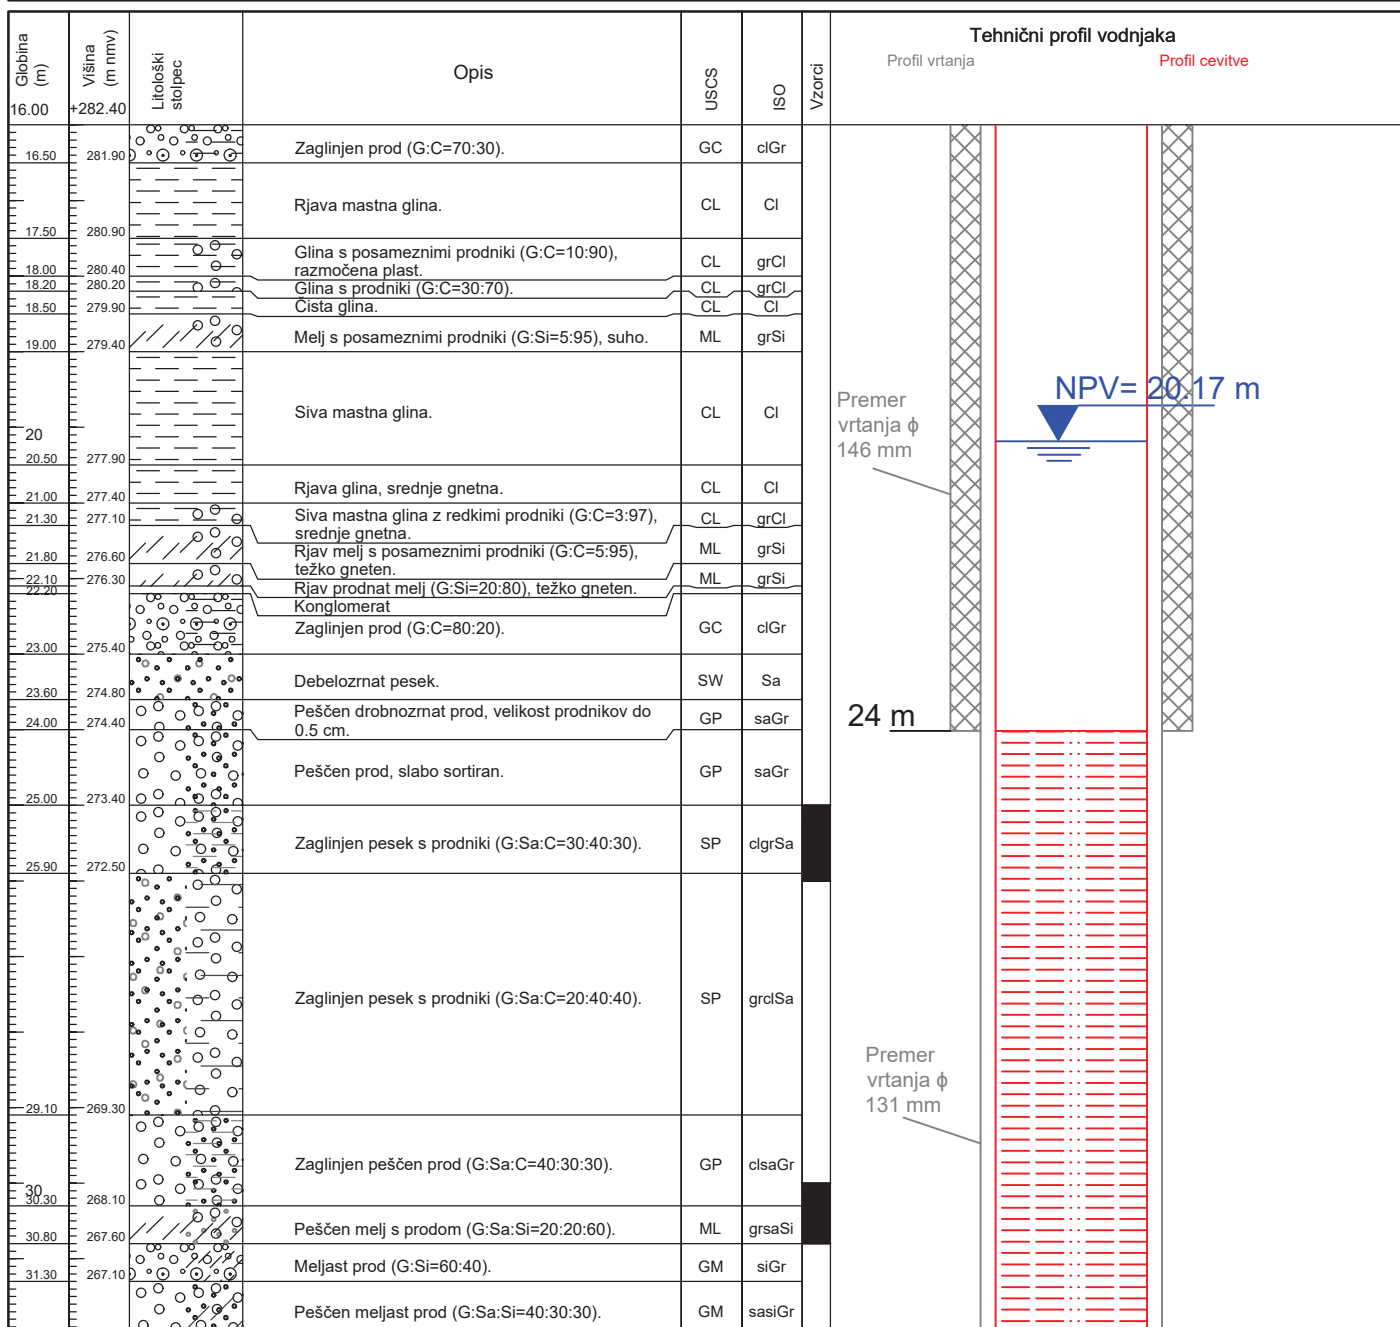 Globina
(m)
16.00
Višina
(m nmv)
+282.40
Litološki
stolpec
Opis
USCS
ISO
Vzorci
Tehnični profil vodnjaka
Profil vrtanja
Profil cevitve
16.50 281.90 Zaglinjen prod (G:C=70:30). GC clGr
Rjava mastna glina. CL Cl
17.50 280.90
Glina s posameznimi prodniki (G:C=10:90),
razmočena plast. CL grCl
18.00 280.40
18.20 280.20 Glina s prodniki (G:C=30:70). CL grCl
18.50 279.90 Čista glina. CL Cl
19.00 279.40 Melj s posameznimi prodniki (G:Si=5:95), suho. ML grSi
Siva mastna glina. CL Cl
20
20.50 277.90
21.00 277.40 Rjava glina, srednje gnetna. CL Cl
21.30 277.10 Siva mastna glina z redkimi prodniki (G:C=3:97),
srednje gnetna. CL grCl
21.80 276.60 Rjav melj s posameznimi prodniki (G:C=5:95),
težko gneten. ML grSi
22.10 276.30 Rjav prodnat melj (G:Si=20:80), težko gneten. ML grSi
22.20 Konglomerat
Zaglinjen prod (G:C=80:20). GC clGr
23.00 275.40
23.60 274.80 Debelozrnat pesek. SW Sa
24.00 274.40 Peščen drobnozrnat prod, velikost prodnikov do
0.5 cm. GP saGr
Peščen prod, slabo sortiran. GP saGr
25.00 273.40
Zaglinjen pesek s prodniki (G:Sa:C=30:40:30). SP clgrSa
25.90 272.50
Zaglinjen pesek s prodniki (G:Sa:C=20:40:40). SP grclSa
29.10 269.30
Zaglinjen peščen prod (G:Sa:C=40:30:30). GP clsaGr
30
30.30 268.10
30.80 267.60 Peščen melj s prodom (G:Sa:Si=20:20:60). ML grsaSi
31.30 267.10 Meljast prod (G:Si=60:40). GM siGr
Peščen meljast prod (G:Sa:Si=40:30:30). GM sasiGr
NPV= 20.17 m
Premer
vrtanja ϕ
146 mm
24 m
Premer
vrtanja ϕ
131 mm